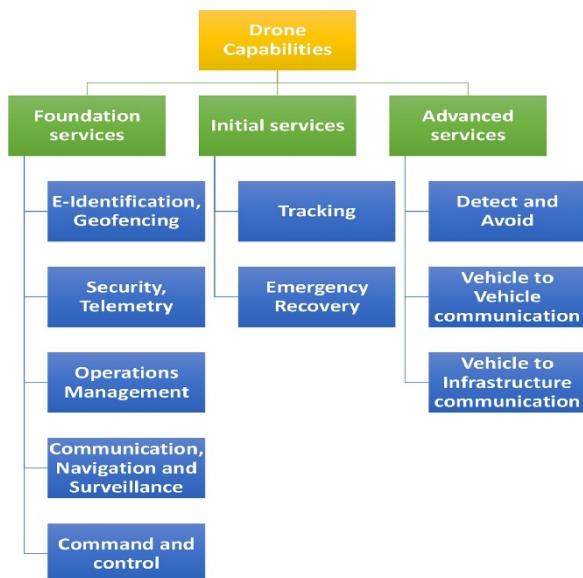 Drone
Capabilities
Foundation
services
Initial services
Advanced
services
E-Identification,
Geofencing
Security,
Telemetry
Operations
Management
Communication,
Navigation and
Surveillance
Command and
control
Tracking
Emergency
Recovery
Detect and
Avoid
Vehicle to
Vehicle
communication
Vehicle to
Infrastructure
communication